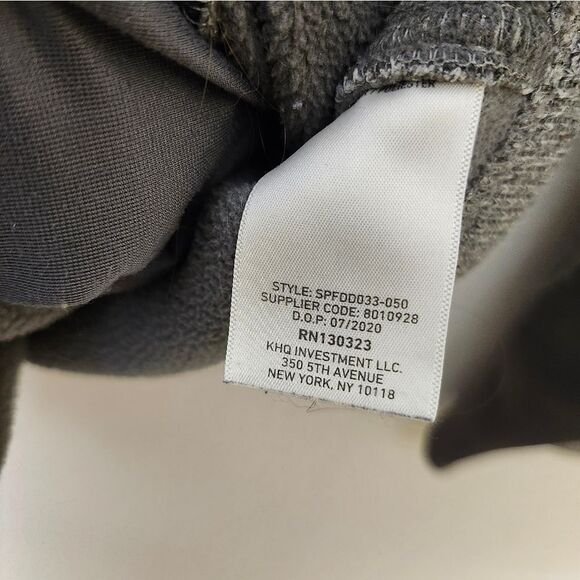 STYLE: SPFDD033-050
SUPPLIER CODE: 8010928
D.O.P: 07/2020
RN130323
KHQ INVESTMENT LLC.
350 5TH AVENUE
NEW YORK, NY 10118